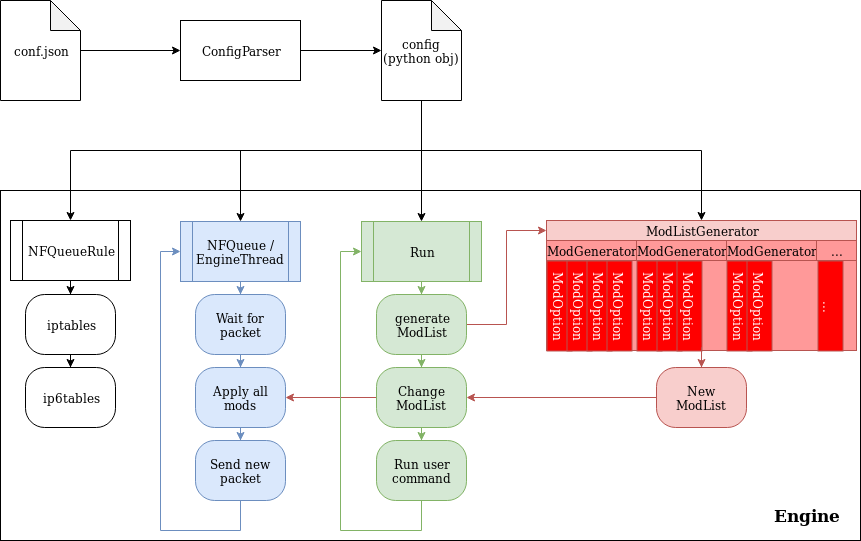 conf.json
ConfigParser
config
(python obj)
NFQueueRule
iptables
ip6tables
NFQueue /
EngineThread
Wait for
packet
Apply all
mods
Send new
packet
Run
generate
ModList
Change
ModList
Run user
command
ModListGenerator
ModGenerator
ModGenerator
ModGenerator
...
ModOption
ModOption
ModOption
ModOption
ModOption
ModOption
ModOption
ModOption
ModOption
...
New
ModList
Engine